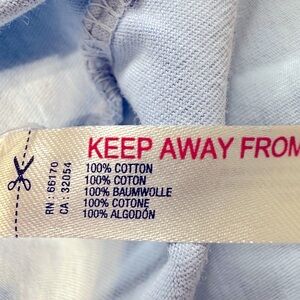 KEEP AWAY FROM
RN : 66170
CA : 32054
100% COTTON
100% COTON
100% BAUMWOLLE
100% COTONE
100% ALGODÓN